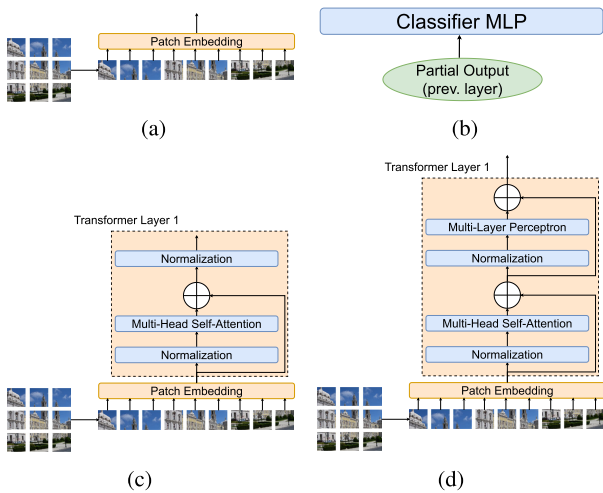 Patch Embedding
(a)
Classifier MLP
Partial Output
(prev. layer)
(b)
Transformer Layer 1
Normalization
Multi-Head Self-Attention
Normalization
Patch Embedding
(c)
Transformer Layer 1
Multi-Layer Perceptron
Normalization
Multi-Head Self-Attention
Normalization
Patch Embedding
(d)